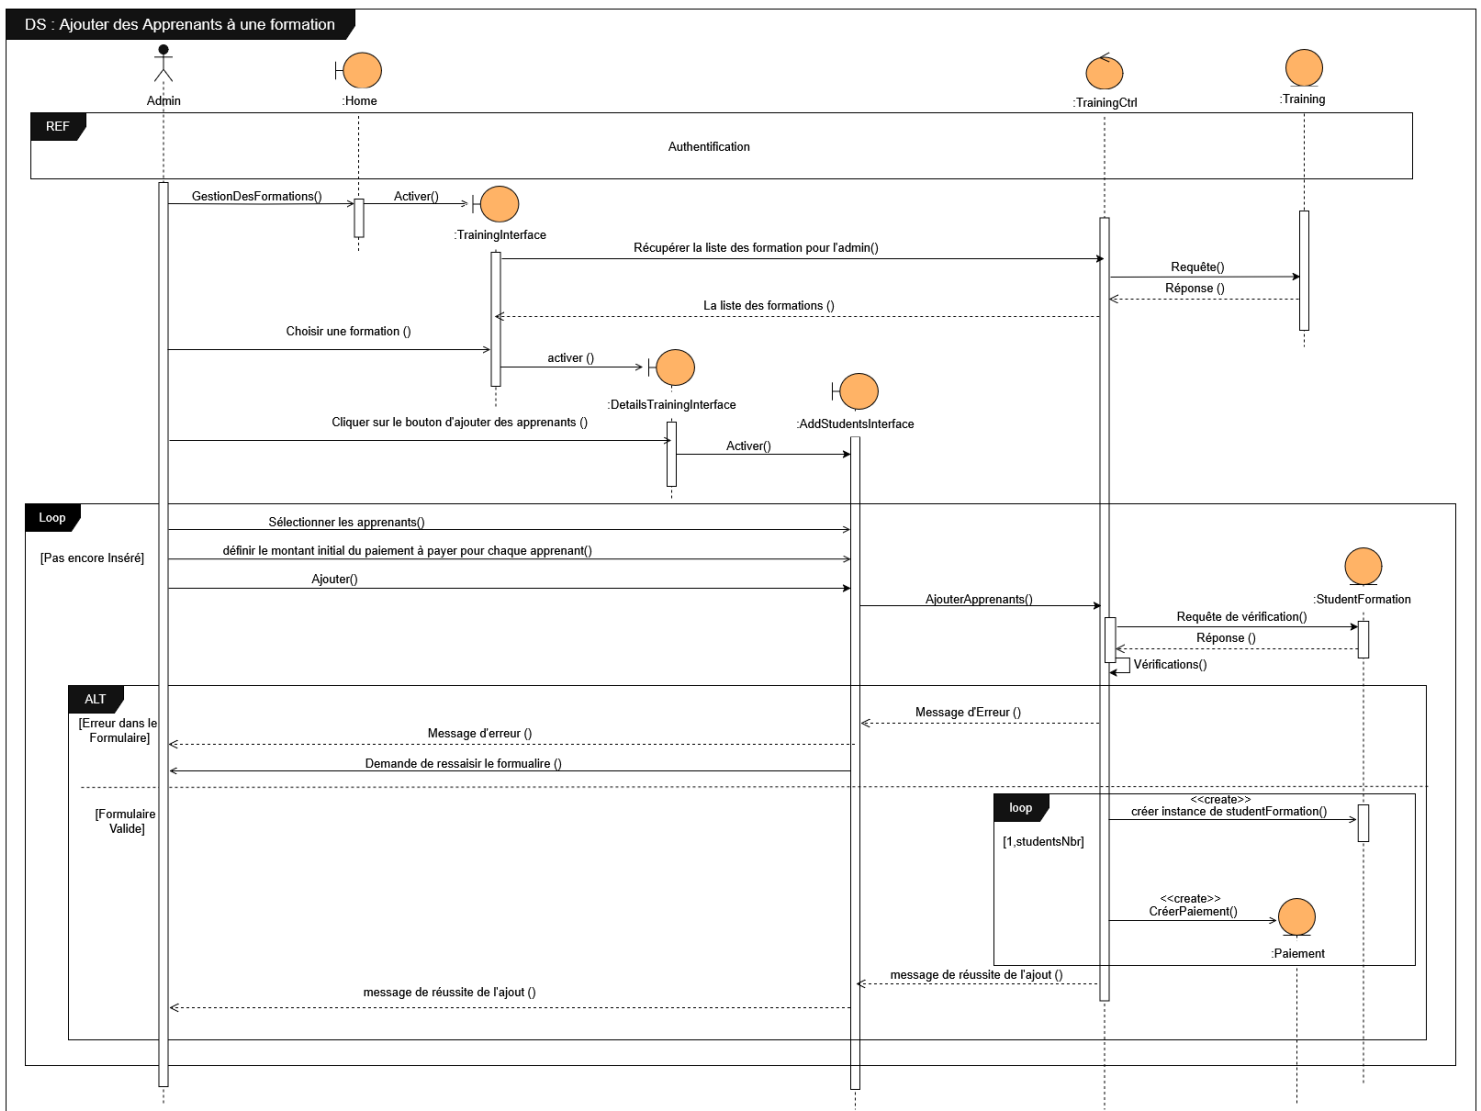 DS : Ajouter des Apprenants à une formation
Admin
:Home
:TrainingCtrl
:Training
REF
Authentification
GestionDesFormations()
Activer()
:TrainingInterface
Récupérer la liste des formation pour l'admin()
Requête()
Réponse ()
La liste des formations ()
Choisir une formation ()
activer ()
:DetailsTrainingInterface
Cliquer sur le bouton d'ajouter des apprenants ()
:AddStudentsInterface
Activer()
Loop
Sélectionner les apprenants()
[Pas encore Inséré]
définir le montant initial du paiement à payer pour chaque apprenant()
Ajouter()
AjouterApprenants()
:StudentFormation
Requête de vérification()
Réponse ()
Vérifications()
ALT
[Erreur dans le
Formulaire]
Message d'Erreur ()
Message d'erreur ()
Demande de ressaisir le formualire ()
[Formulaire
Valide]
loop
<<create>>
créer instance de studentFormation()
[1,studentsNbr]
<<create>>
CréerPaiement()
:Paiement
message de réussite de l'ajout ()
message de réussite de l'ajout ()